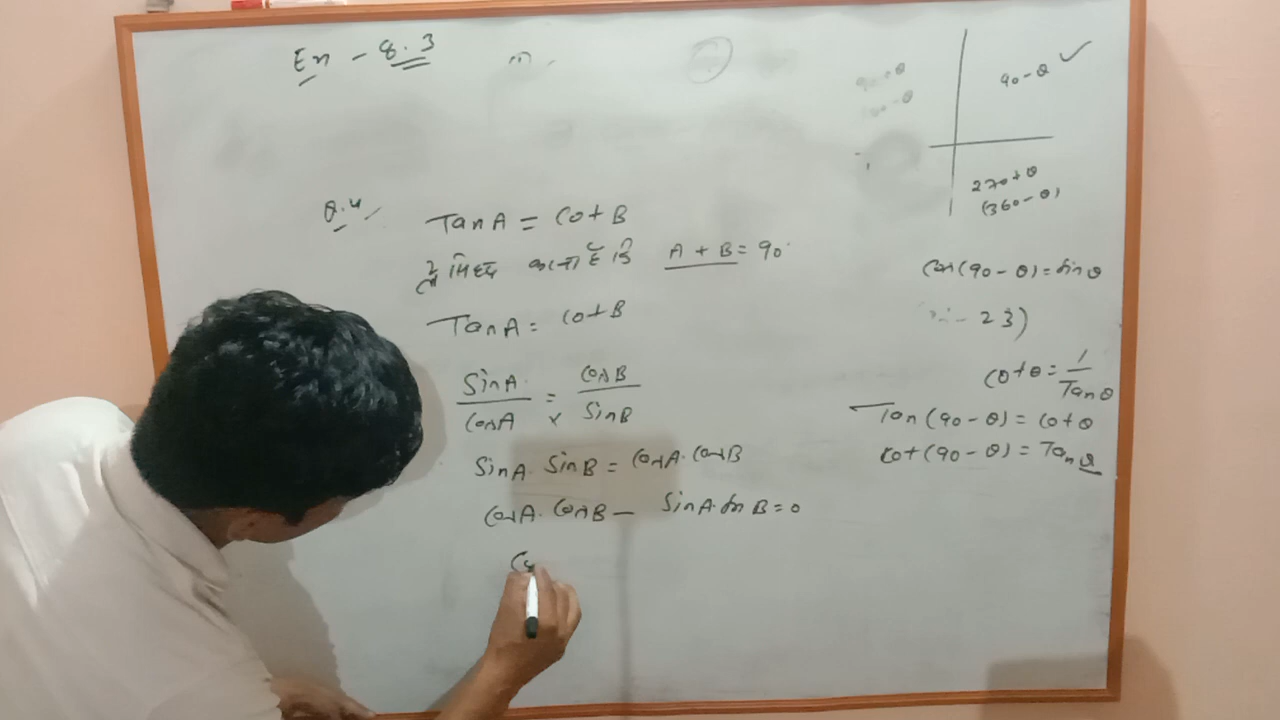 Ex - 8.3
90 - θ
270 + θ
(360 - θ)
Q.4
Tan A = Cot B
तो सिद्ध करना है कि A + B = 90°
Tan A = Cot B
Sin A / Cos A = Cos B / Sin B
Sin A . Sin B = Cos A . Cos B
Cos A . Cos B - Sin A . Sin B = 0
Cos(90 - θ) = Sin θ
23)
Cot θ = 1 / Tan θ
Tan (90 - θ) = Cot θ
Cot (90 - θ) = Tan θ